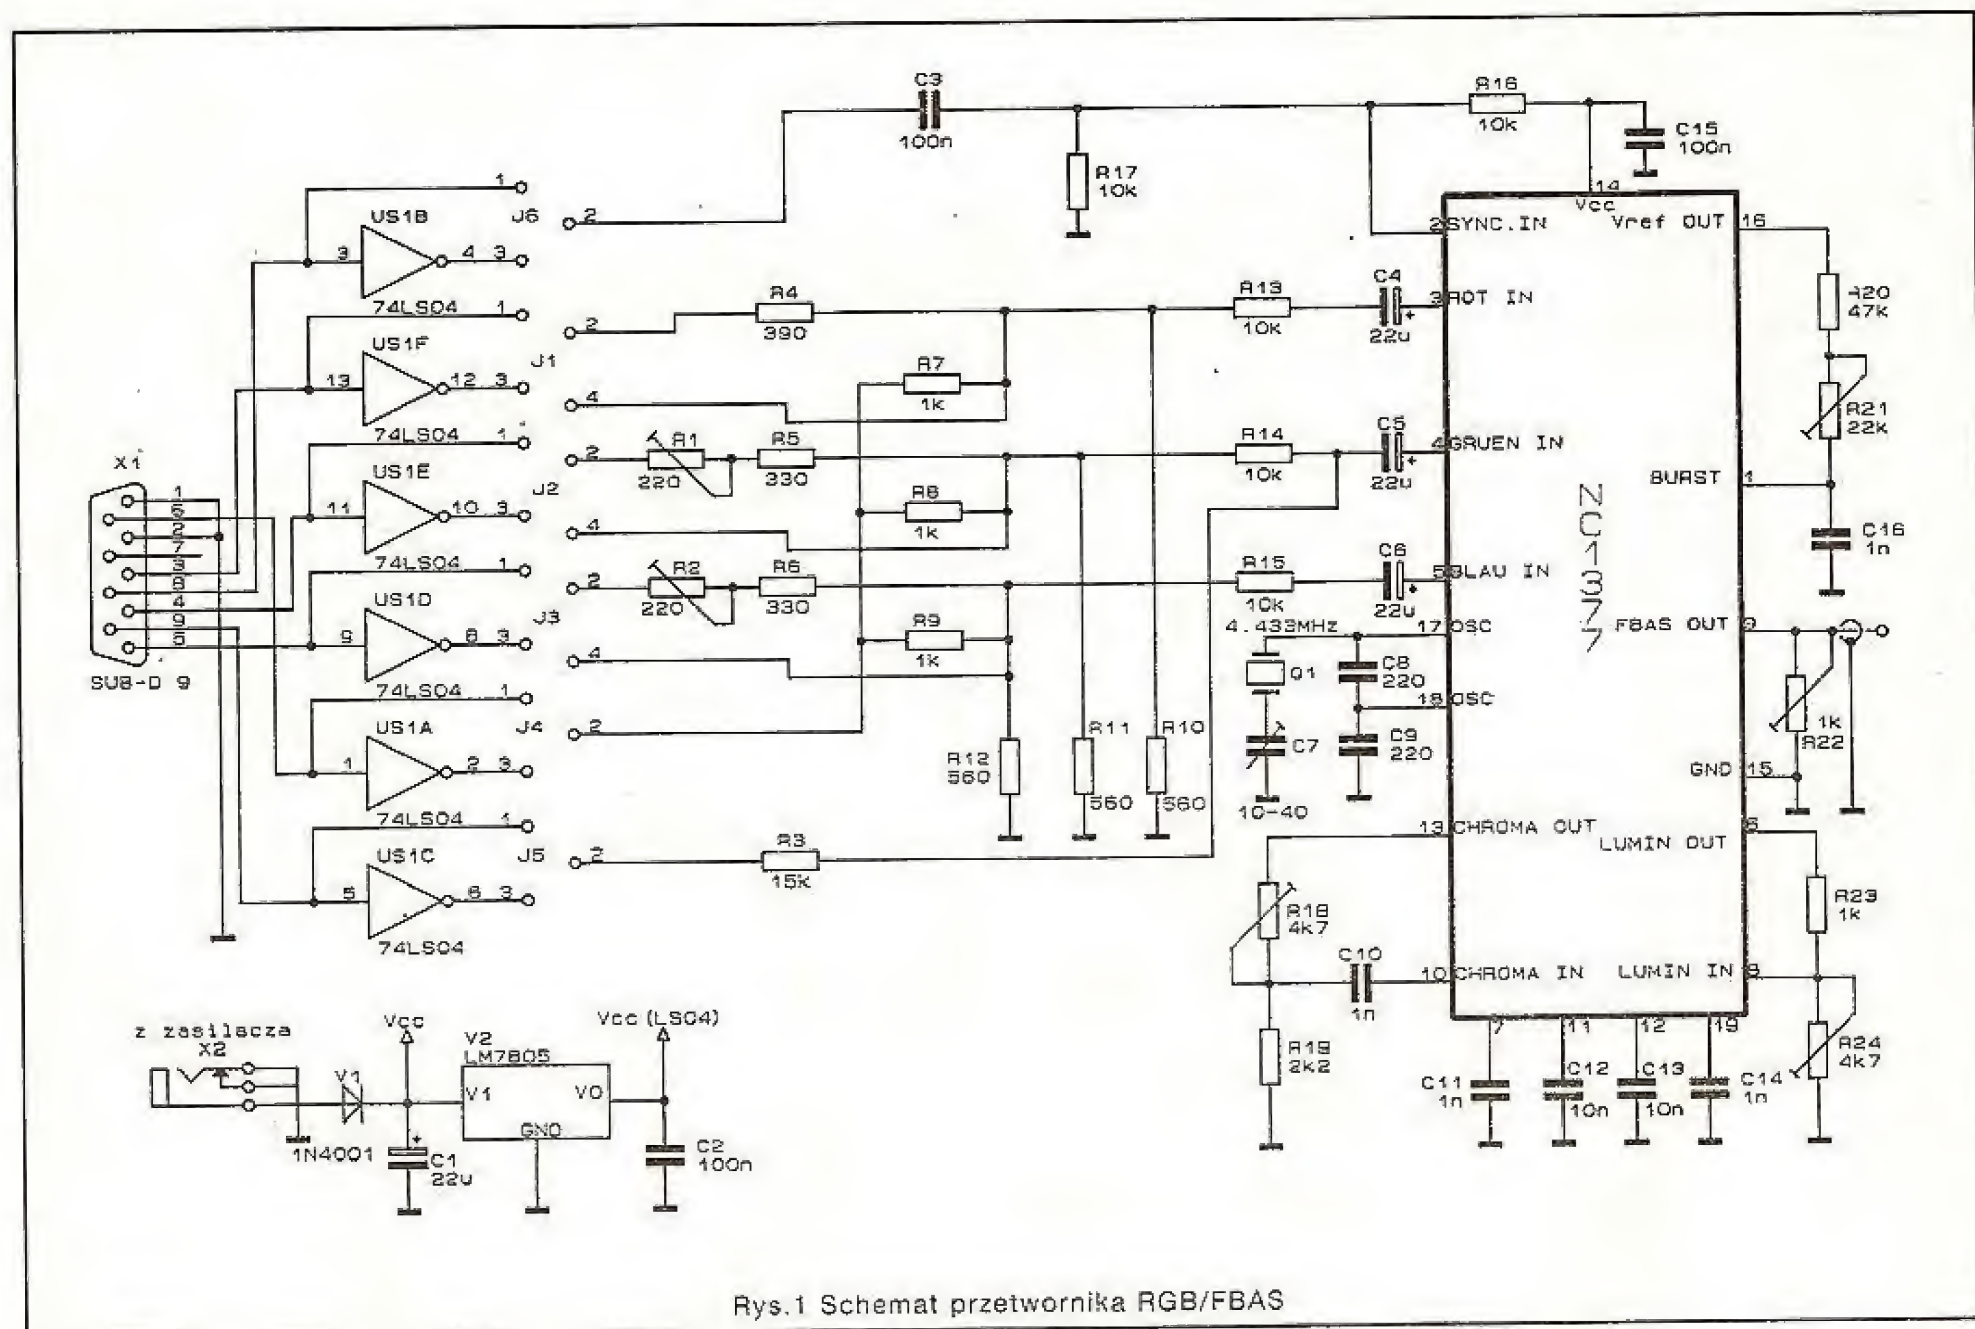 C3
100n
R16
10k
C15
100n
R17
10k
14
Vcc
1
J6
2
US1B
3
4
3
74LS04
2
SYNC.IN
Vref OUT
16
1
2
R4
390
R13
10k
C4
22u
+
3
ROT IN
R20
47k
US1F
J1
13
12
3
74LS04
4
R7
1k
R21
22k
1
2
R1
220
R5
330
R14
10k
C5
22u
+
4
GRUEN IN
X1
US1E
J2
11
10
3
74LS04
4
R8
1k
BURST
1
MC1377
C16
1n
1
6
2
7
3
8
4
9
5
SUB-D 9
1
2
R2
220
R6
330
R15
10k
C6
22u
+
5
BLAU IN
US1D
J3
9
8
3
74LS04
4
R9
1k
4.433MHz
17
OSC
FBAS OUT
9
Q1
C8
220
18
OSC
1
J4
2
US1A
1
2
3
74LS04
R12
560
R11
560
R10
560
C7
10-40
C9
220
1k
R22
GND
15
1
J5
2
US1C
5
6
3
74LS04
R3
15k
13
CHROMA OUT
LUMIN OUT
6
R18
4k7
R23
1k
C10
1n
10
CHROMA IN
LUMIN IN
8
7
11
12
19
R19
2k2
C11
1n
C12
10n
C13
10n
C14
1n
R24
4k7
z zasilacza
X2
V1
1N4001
Vcc
+
C1
22u
V2
LM7805
V1
VO
GND
Vcc (LS04)
C2
100n
Rys.1 Schemat przetwornika RGB/FBAS